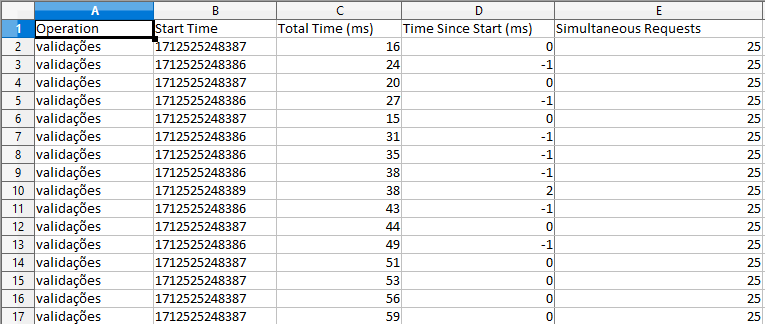 A B C D E
1 Operation Start Time Total Time (ms) Time Since Start (ms) Simultaneous Requests
2 validações 1712525248387 16 0 25
3 validações 1712525248386 24 -1 25
4 validações 1712525248387 20 0 25
5 validações 1712525248386 27 -1 25
6 validações 1712525248387 15 0 25
7 validações 1712525248386 31 -1 25
8 validações 1712525248386 35 -1 25
9 validações 1712525248386 38 -1 25
10 validações 1712525248389 38 2 25
11 validações 1712525248386 43 -1 25
12 validações 1712525248387 44 0 25
13 validações 1712525248386 49 -1 25
14 validações 1712525248387 51 0 25
15 validações 1712525248387 53 0 25
16 validações 1712525248387 56 0 25
17 validações 1712525248387 59 0 25